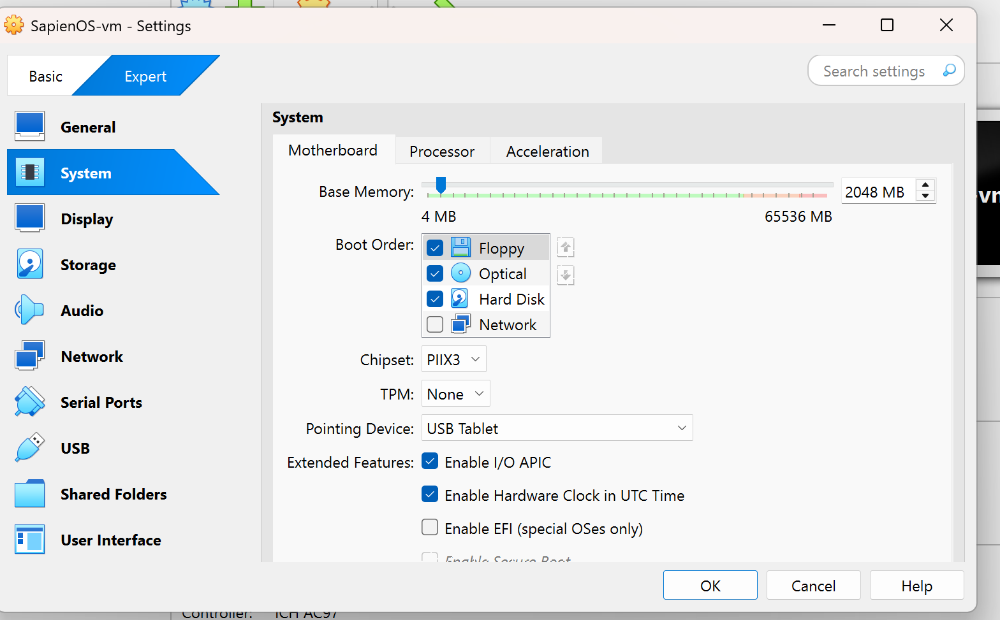 SapienOS-vm - Settings
Basic
Expert
Search settings
General
System
Display
Storage
Audio
Network
Serial Ports
USB
Shared Folders
User Interface
System
Motherboard
Processor
Acceleration
Base Memory:
2048 MB
4 MB
65536 MB
Boot Order:
Floppy
Optical
Hard Disk
Network
Chipset: PIIX3
TPM: None
Pointing Device: USB Tablet
Extended Features: Enable I/O APIC
Enable Hardware Clock in UTC Time
Enable EFI (special OSes only)
Enable Secure Boot
OK
Cancel
Help
-vm
Controller: ICH AC97